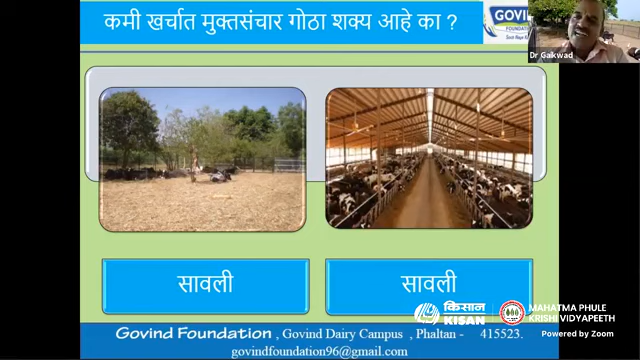 कमी खर्चात मुक्तसंचार गोठा शक्य आहे का ?
GOVI
FOUNDATION
Dr Gaikwad
सावली
सावली
किसान
KISAN
MAHATMA PHULE
KRISHI VIDYAPEETH
Powered by Zoom
Govind Foundation , Govind Dairy Campus , Phaltan - 415523.
govindfoundation96@gmail.com